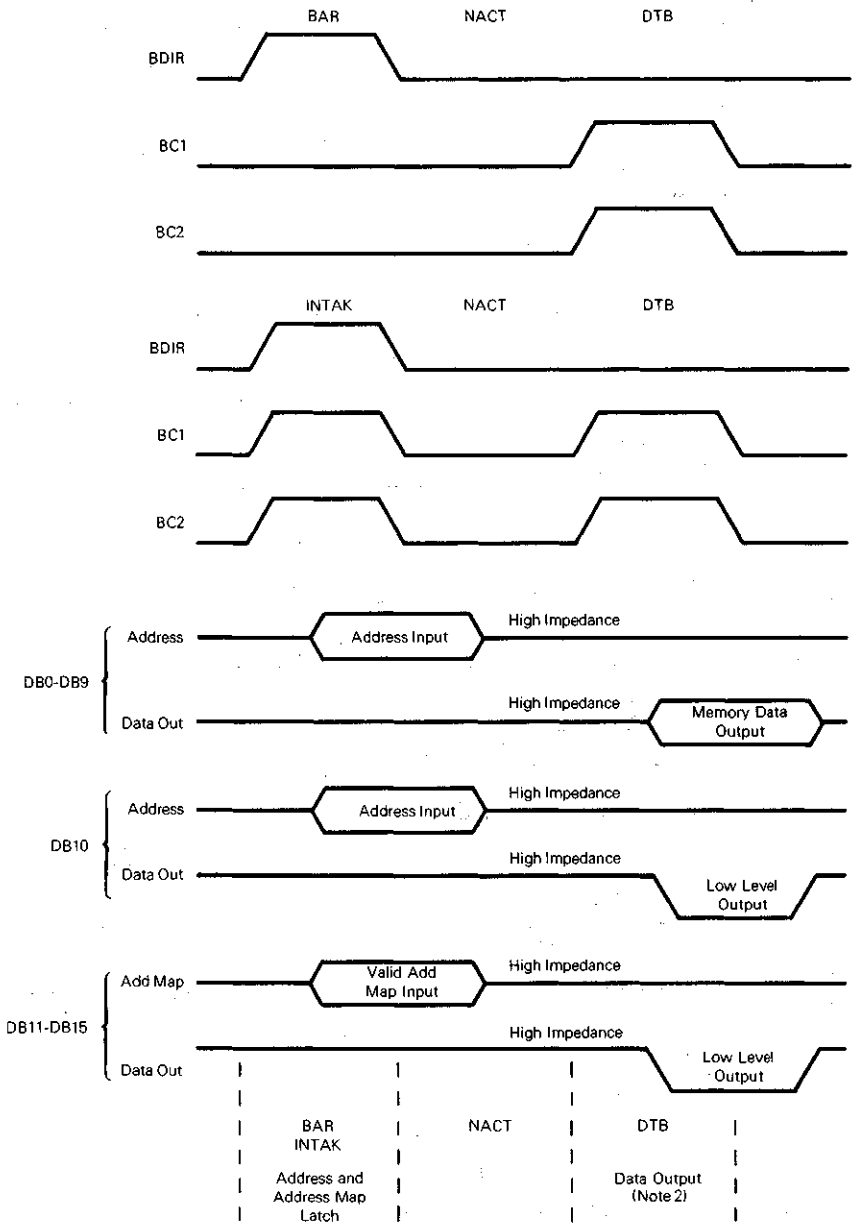 BAR NACT DTB
BDIR
BC1
BC2
INTAK NACT DTB
BDIR
BC1
BC2
DB0-DB9
Address
Address Input
High Impedance
Data Out
High Impedance
Memory Data
Output
DB10
Address
Address Input
High Impedance
Data Out
High Impedance
Low Level
Output
DB11-DB15
Add Map
Valid Add
Map Input
High Impedance
Data Out
High Impedance
Low Level
Output
BAR
INTAK
NACT
DTB
Address and
Address Map
Latch
Data Output
(Note 2)